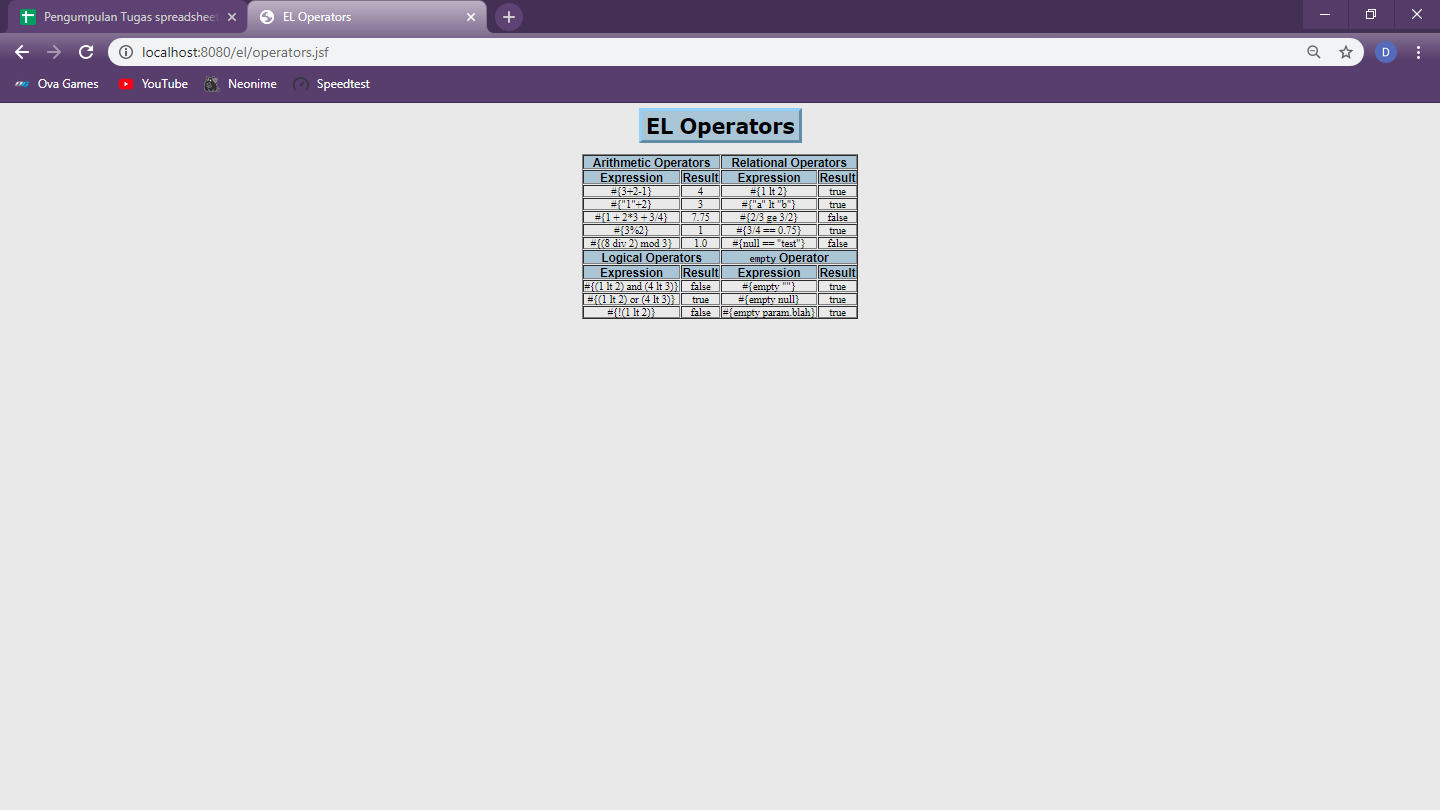 Pengumpulan Tugas spreadshee
EL Operators
localhost:8080/el/operators.jsf
D
Ova Games YouTube Neonime Speedtest
EL Operators
Arithmetic Operators Relational Operators
Expression Result Expression Result
#{3+2-1} 4 #{1 lt 2} true
#{"1"+2} 3 #{"a" lt "b"} true
#{1 + 2*3 + 3/4} 7.75 #{2/3 ge 3/2} false
#{3%2} 1 #{3/4 == 0.75} true
#{(8 div 2) mod 3} 1.0 #{null == "test"} false
Logical Operators empty Operator
Expression Result Expression Result
#{(1 lt 2) and (4 lt 3)} false #{empty ""} true
#{(1 lt 2) or (4 lt 3)} true #{empty null} true
#{!(1 lt 2)} false #{empty param.blah} true